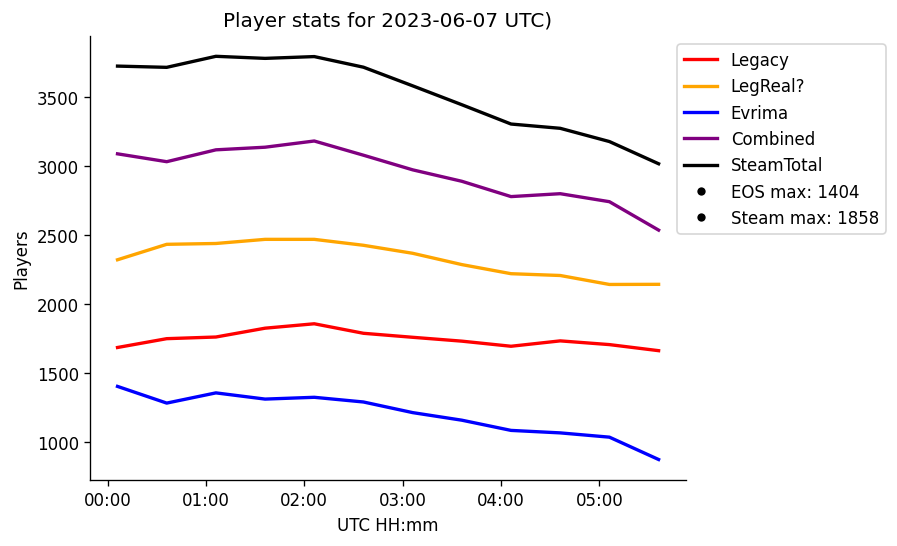 Player stats for 2023-06-07 UTC)
Legacy
LegReal?
Evrima
Combined
SteamTotal
EOS max: 1404
Steam max: 1858
Players
3500
3000
2500
2000
1500
1000
00:00 01:00 02:00 03:00 04:00 05:00
UTC HH:mm